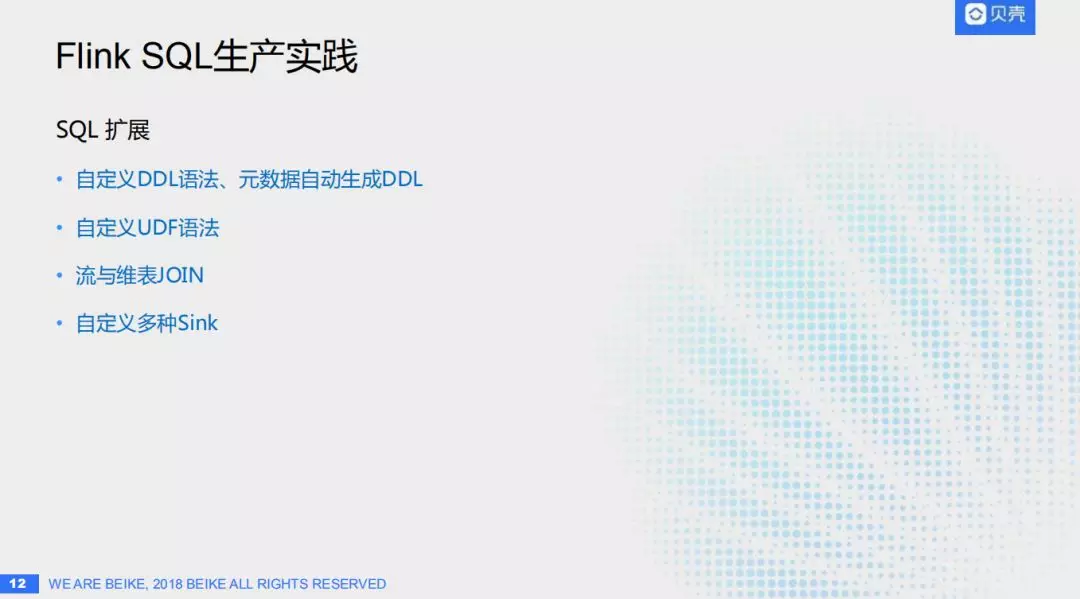 贝壳
Flink SQL生产实践
SQL 扩展
• 自定义DDL语法、元数据自动生成DDL
• 自定义UDF语法
• 流与维表JOIN
• 自定义多种Sink
12
WE ARE BEIKE, 2018 BEIKE ALL RIGHTS RESERVED